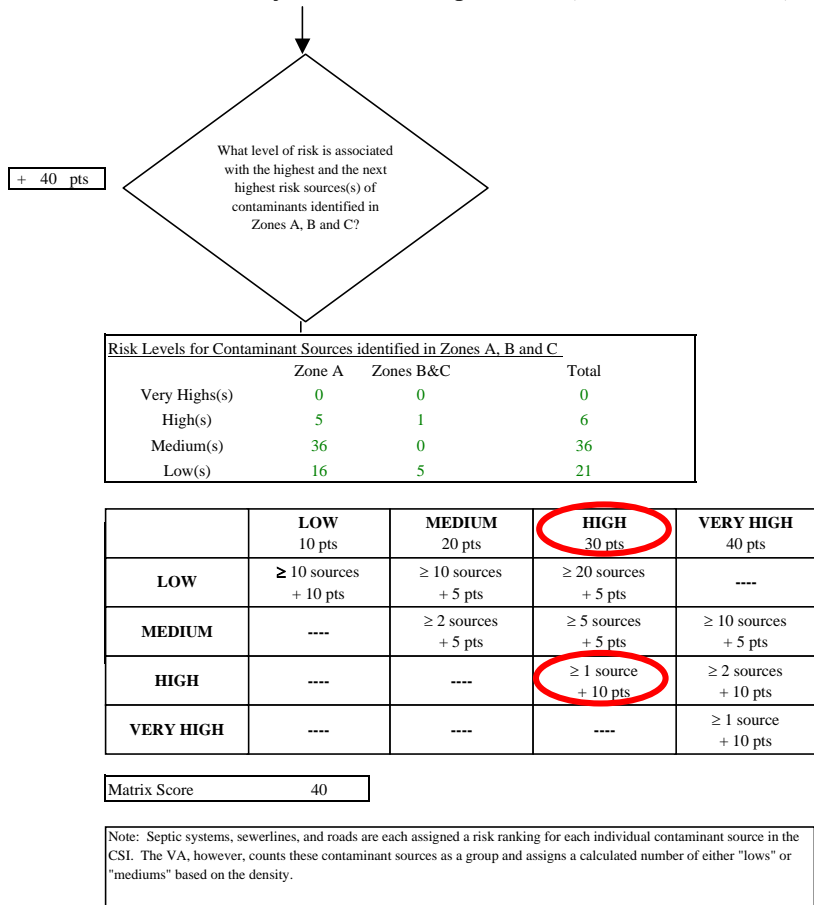 What level of risk is associated
with the highest and the next
highest risk sources(s) of
contaminants identified in
Zones A, B and C?
+ 40 pts
Risk Levels for Contaminant Sources identified in Zones A, B and C
Zone A Zones B&C Total
Very Highs(s) 0 0 0
High(s) 5 1 6
Medium(s) 36 0 36
Low(s) 16 5 21
LOW MEDIUM HIGH VERY HIGH
10 pts 20 pts 30 pts 40 pts
LOW ≥ 10 sources ≥ 10 sources ≥ 20 sources ----
+ 10 pts + 5 pts + 5 pts
MEDIUM ---- ≥ 2 sources ≥ 5 sources ≥ 10 sources
+ 5 pts + 5 pts + 5 pts
HIGH ---- ---- ≥ 1 source ≥ 2 sources
+ 10 pts + 10 pts
VERY HIGH ---- ---- ---- ≥ 1 source
+ 10 pts
Matrix Score 40
Note: Septic systems, sewerlines, and roads are each assigned a risk ranking for each individual contaminant source in the
CSI. The VA, however, counts these contaminant sources as a group and assigns a calculated number of either "lows" or
"mediums" based on the density.